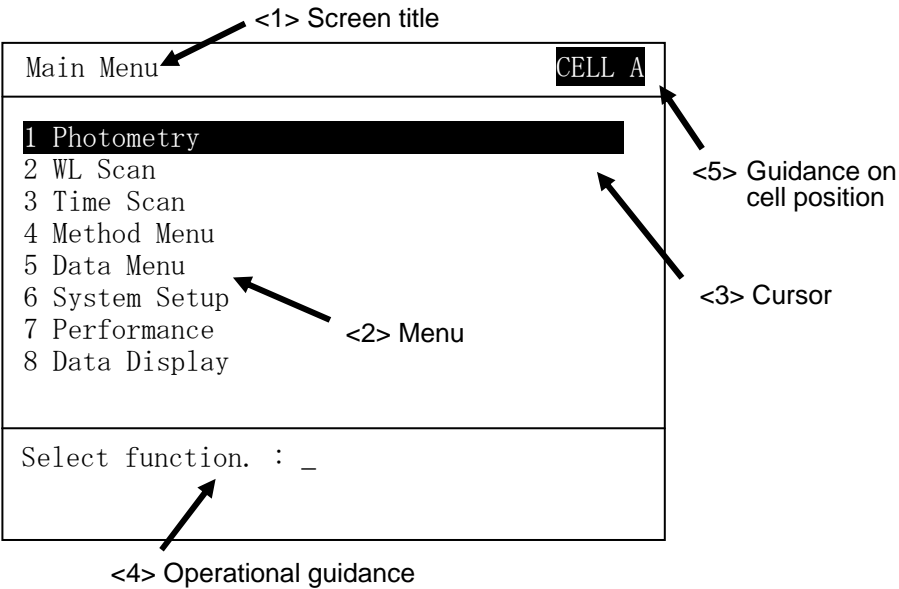 <1> Screen title
Main Menu
CELL A
1 Photometry
2 WL Scan
3 Time Scan
4 Method Menu
5 Data Menu
6 System Setup
7 Performance
8 Data Display
<5> Guidance on
cell position
<3> Cursor
<2> Menu
Select function. : _
<4> Operational guidance